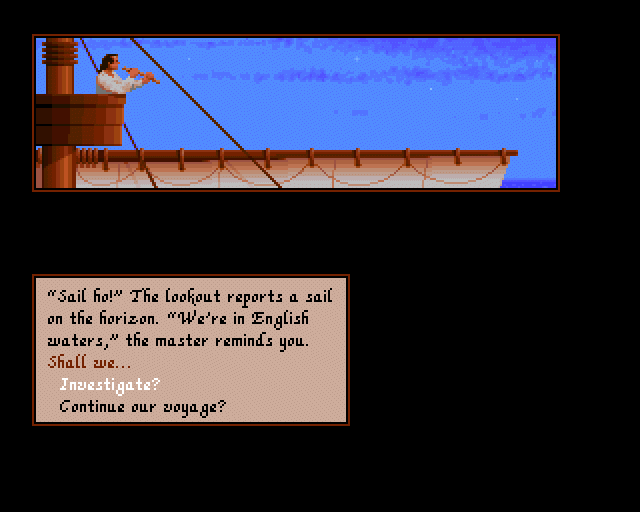 "Sail ho!" The lookout reports a sail
on the horizon. "We're in English
waters," the master reminds you.
Shall we...
Investigate?
Continue our voyage?